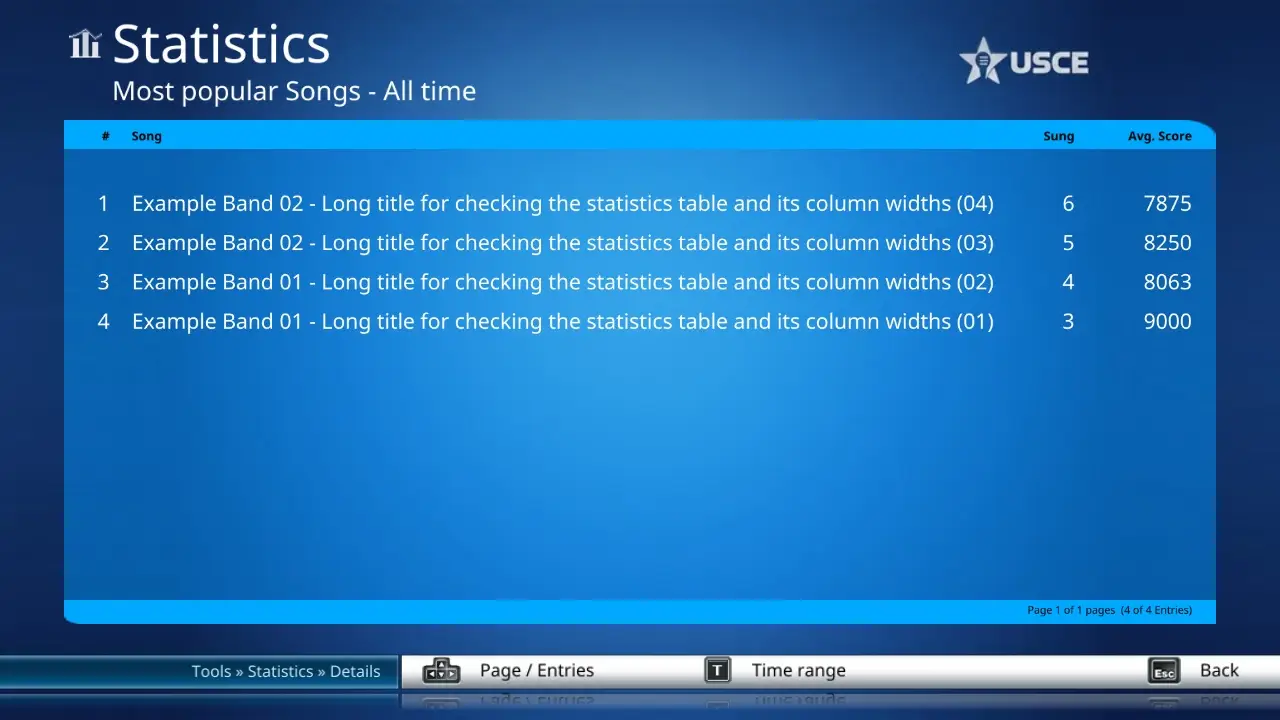 Statistics
Most popular Songs - All time
USCE
# Song Sung Avg. Score
1 Example Band 02 - Long title for checking the statistics table and its column widths (04) 6 7875
2 Example Band 02 - Long title for checking the statistics table and its column widths (03) 5 8250
3 Example Band 01 - Long title for checking the statistics table and its column widths (02) 4 8063
4 Example Band 01 - Long title for checking the statistics table and its column widths (01) 3 9000
Page 1 of 1 pages (4 of 4 Entries)
Tools » Statistics » Details Page / Entries T Time range Esc Back